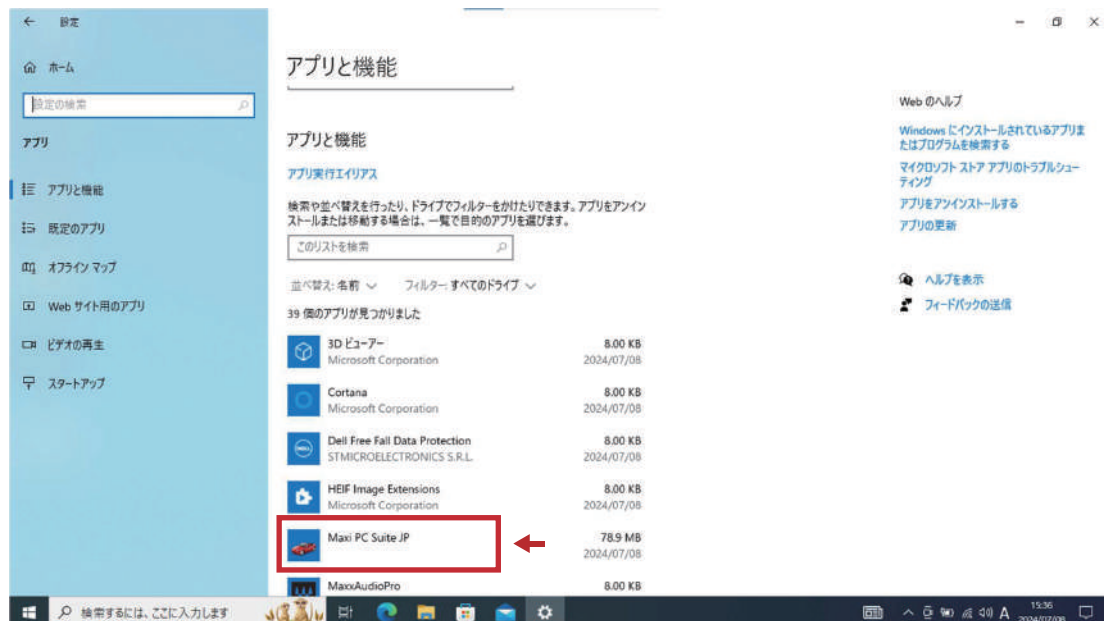 設定
ホーム
設定の検索
アプリ
アプリと機能
既定のアプリ
オフライン マップ
Web サイト用のアプリ
ビデオの再生
スタートアップ
アプリと機能
アプリと機能
アプリ実行エイリアス
検索や並べ替えを行ったり、ドライブでフィルターをかけたりできます。アプリをアンイン
ストールまたは移動する場合は、一覧で目的のアプリを選びます。
このリストを検索
並べ替え: 名前 フィルター: すべてのドライブ
39 個のアプリが見つかりました
3D ビューアー 8.00 KB
Microsoft Corporation 2024/07/08
Cortana 8.00 KB
Microsoft Corporation 2024/07/08
Dell Free Fall Data Protection 8.00 KB
STMICROELECTRONICS S.R.L. 2024/07/08
HEIF Image Extensions 8.00 KB
Microsoft Corporation 2024/07/08
Maxi PC Suite JP 78.9 MB
2024/07/08
MaxxAudioPro 8.00 KB
Web のヘルプ
Windows にインストールされているアプリま
たはプログラムを検索する
マイクロソフト ストア アプリのトラブルシュー
ティング
アプリをアンインストールする
アプリの更新
ヘルプを表示
フィードバックの送信
検索するには、ここに入力します
A 15:36
2024/07/08